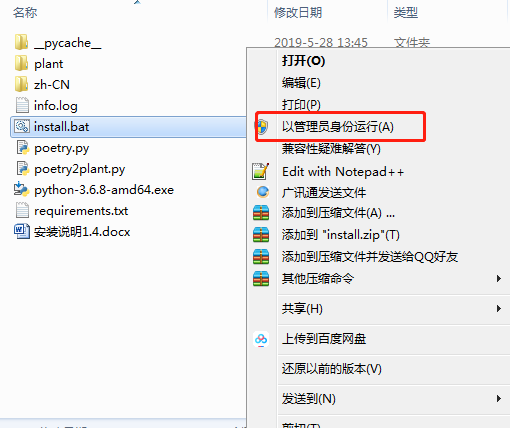 名称 修改日期 类型
__pycache__ 2019-5-28 13:45 文件夹
plant
zh-CN
info.log
install.bat
poetry.py
poetry2plant.py
python-3.6.8-amd64.exe
requirements.txt
安装说明1.4.docx
打开(O)
编辑(E)
打印(P)
以管理员身份运行(A)
兼容性疑难解答(Y)
Edit with Notepad++
广讯通发送文件
添加到压缩文件(A) ...
添加到 "install.zip"(T)
添加到压缩文件并发送给QQ好友
其他压缩命令
共享(H)
上传到百度网盘
还原以前的版本(V)
发送到(N)